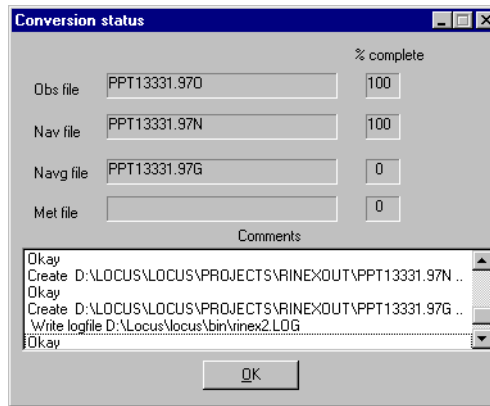 Conversion status
% complete
Obs file PPT13331.97O 100
Nav file PPT13331.97N 100
Navg file PPT13331.97G 0
Met file 0
Comments
Okay
Create D:\LOCUS\LOCUS\PROJECTS\RINEXOUT\PPT13331.97N ..
Okay
Create D:\LOCUS\LOCUS\PROJECTS\RINEXOUT\PPT13331.97G ..
Write logfile D:\Locus\locus\bin\rinex2.LOG
Okay
OK